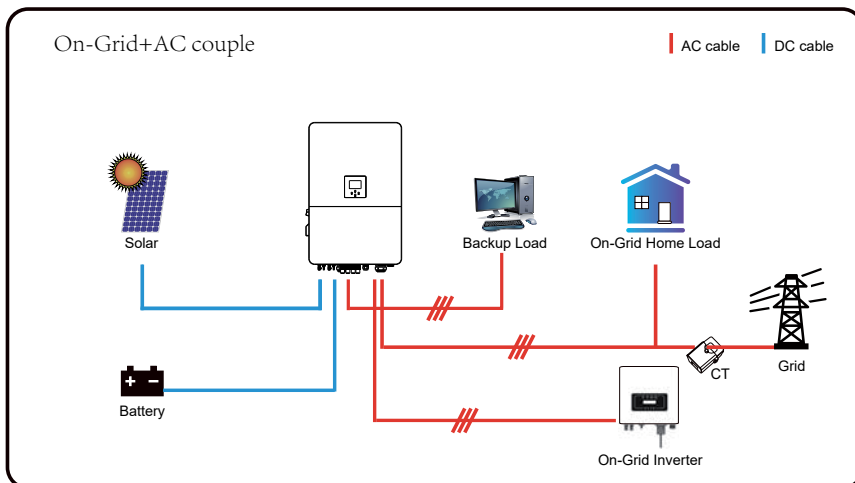 On-Grid+AC couple
AC cable
DC cable
Solar
Backup Load
On-Grid Home Load
CT
Grid
Battery
On-Grid Inverter